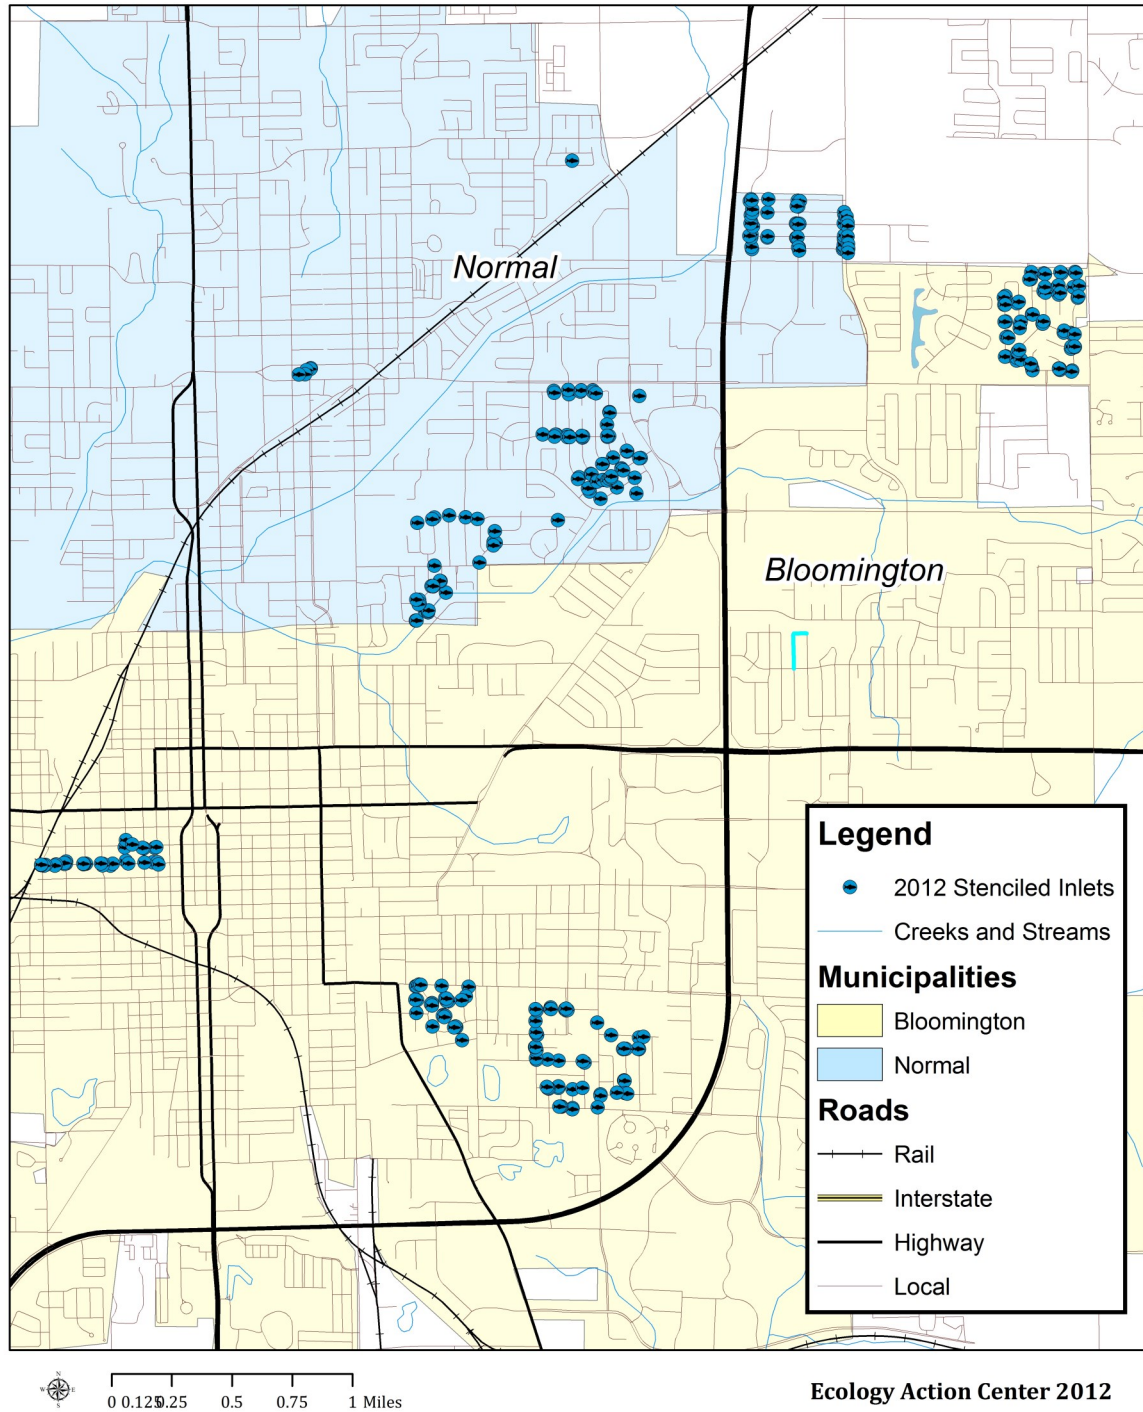 Normal
Bloomington
Legend
2012 Stenciled Inlets
Creeks and Streams
Municipalities
Bloomington
Normal
Roads
Rail
Interstate
Highway
Local
N
W E
S
0 0.125 0.25 0.5 0.75 1 Miles
Ecology Action Center 2012